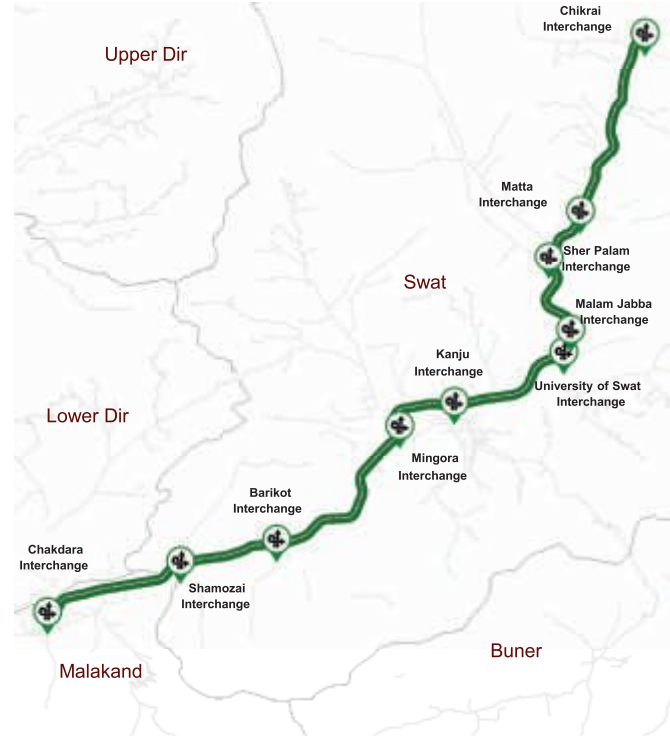 Chikrai
Interchange
Upper Dir
Matta
Interchange
Sher Palam
Interchange
Swat
Malam Jabba
Interchange
Kanju
Interchange
University of Swat
Interchange
Lower Dir
Mingora
Interchange
Barikot
Interchange
Chakdara
Interchange
Shamozai
Interchange
Buner
Malakand